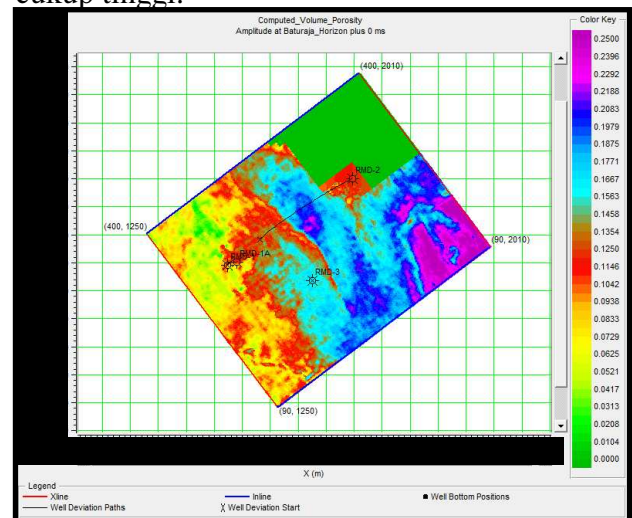 cukup tinggi.
Computed_Volume_Porosity
Amplitude at Baturaja_Horizon plus 0 ms
Color Key
(400, 2010)
RMD-2
(400, 1250)
(90, 2010)
RMD-1A
RMD-3
(90, 1250)
0.2500
0.2396
0.2292
0.2188
0.2083
0.1979
0.1875
0.1771
0.1667
0.1563
0.1458
0.1354
0.1250
0.1146
0.1042
0.0938
0.0833
0.0729
0.0625
0.0521
0.0417
0.0313
0.0208
0.0104
0.0000
X (m)
Legend
Xline
Inline
Well Bottom Positions
Well Deviation Paths
Well Deviation Start